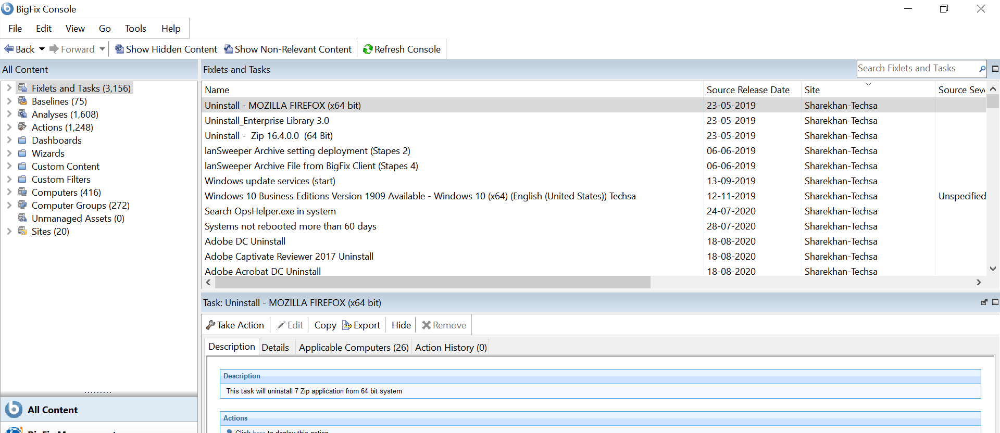 BigFix Console
File Edit View Go Tools Help
Back Forward Show Hidden Content Show Non-Relevant Content Refresh Console
All Content
Fixlets and Tasks (3,156)
Baselines (75)
Analyses (1,608)
Actions (1,248)
Dashboards
Wizards
Custom Content
Custom Filters
Computers (416)
Computer Groups (272)
Unmanaged Assets (0)
Sites (20)
All Content
Fixlets and Tasks Search Fixlets and Tasks
Name Source Release Date Site Source Seve
Uninstall - MOZILLA FIREFOX (x64 bit) 23-05-2019 Sharekhan-Techsa
Uninstall_Enterprise Library 3.0 23-05-2019 Sharekhan-Techsa
Uninstall - Zip 16.4.0.0 (64 Bit) 23-05-2019 Sharekhan-Techsa
lanSweeper Archive setting deployment (Stapes 2) 06-06-2019 Sharekhan-Techsa
lanSweeper Archive File from BigFix Client (Stapes 4) 06-06-2019 Sharekhan-Techsa
Windows update services (start) 13-09-2019 Sharekhan-Techsa
Windows 10 Business Editions Version 1909 Available - Windows 10 (x64) (English (United States)) Techsa 12-11-2019 Sharekhan-Techsa Unspecified
Search OpsHelper.exe in system 24-07-2020 Sharekhan-Techsa
Systems not rebooted more than 60 days 28-07-2020 Sharekhan-Techsa
Adobe DC Uninstall 18-08-2020 Sharekhan-Techsa
Adobe Captivate Reviewer 2017 Uninstall 18-08-2020 Sharekhan-Techsa
Adobe Acrobat DC Uninstall 18-08-2020 Sharekhan-Techsa
Task: Uninstall - MOZILLA FIREFOX (x64 bit)
Take Action Edit Copy Export Hide Remove
Description Details Applicable Computers (26) Action History (0)
Description
This task will uninstall 7 Zip application from 64 bit system
Actions
Click here to deploy this action